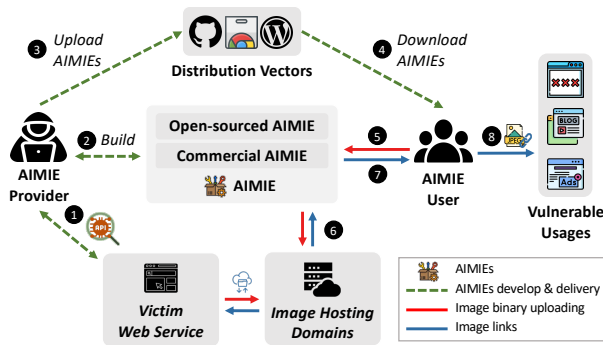 3 Upload
AIMIEs
Distribution Vectors
4 Download
AIMIEs
2 Build
Open-sourced AIMIE
Commercial AIMIE
AIMIE
5
7
8
JPEG
XXX
BLOG
Ads
AIMIE
Provider
AIMIE
User
Vulnerable
Usages
1
API
6
Victim
Web Service
Image Hosting
Domains
AIMIEs
AIMIEs develop & delivery
Image binary uploading
Image links